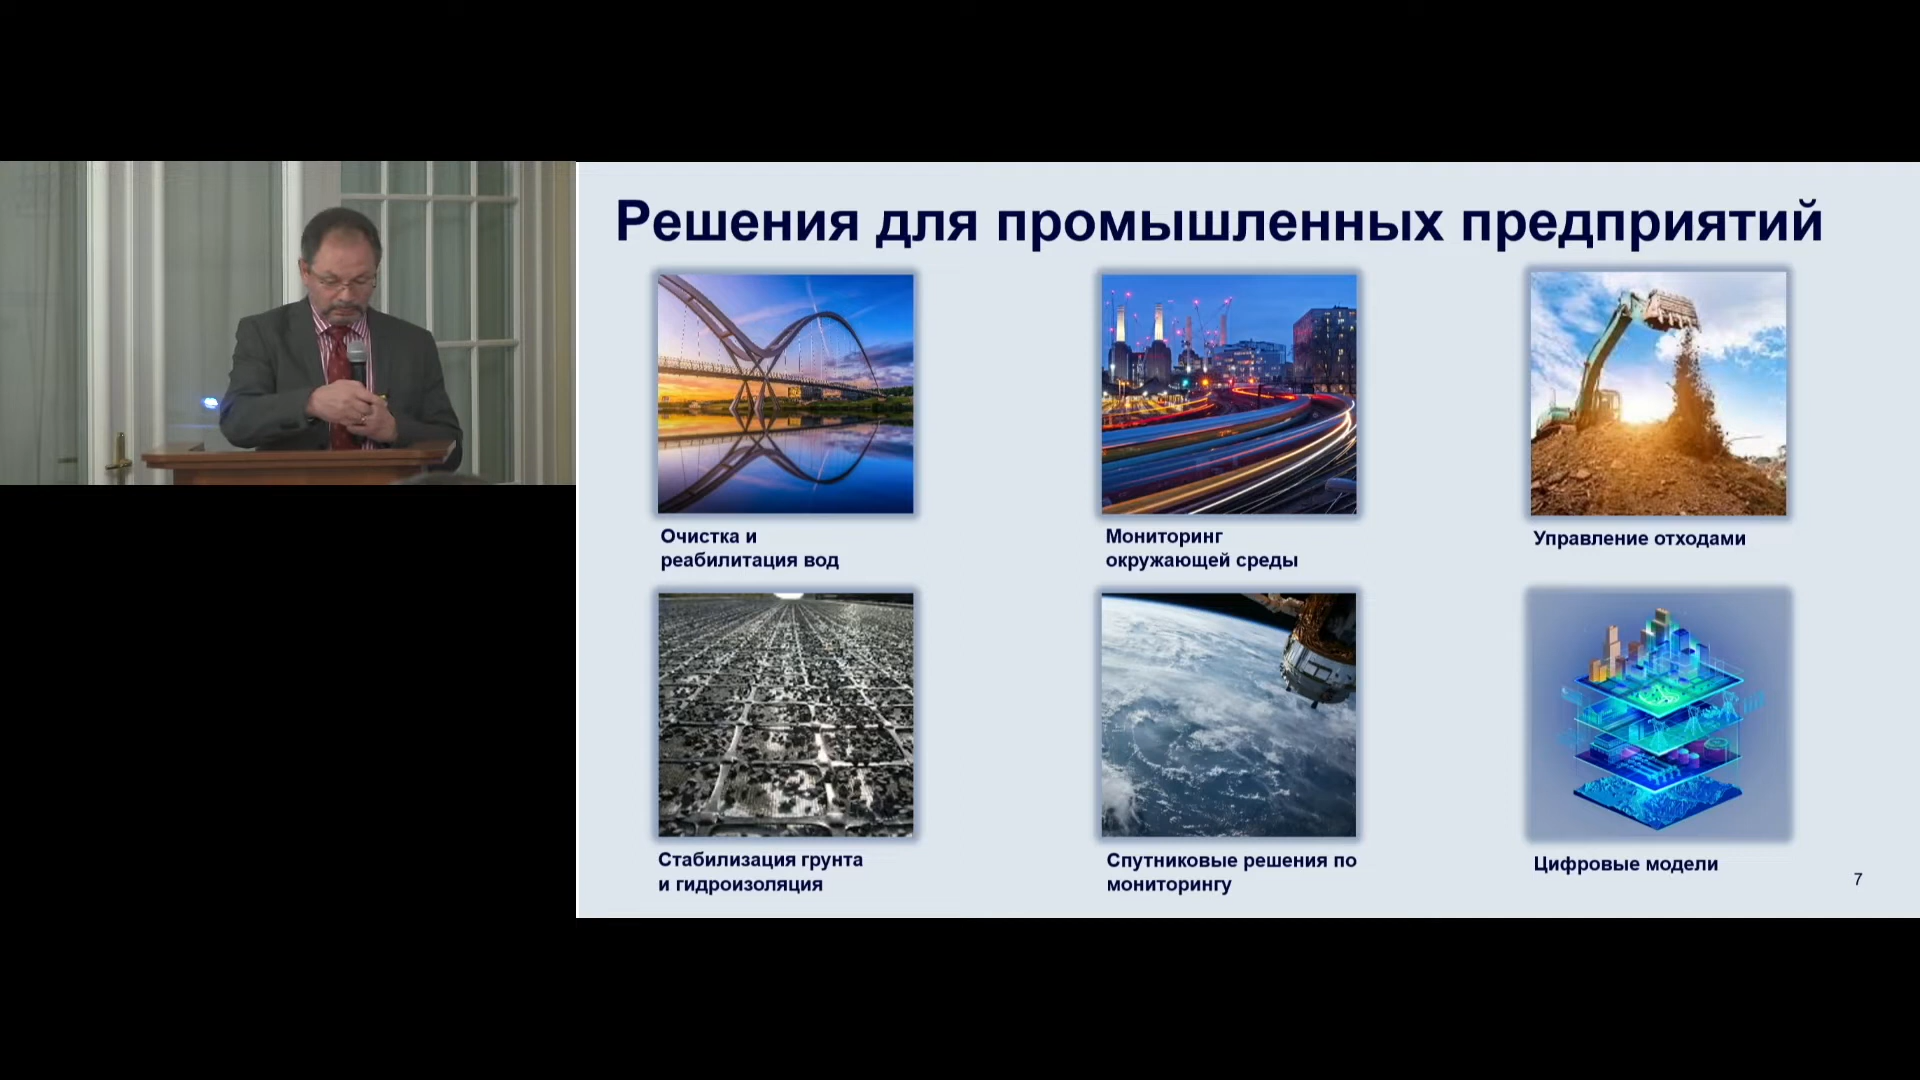 Решения для промышленных предприятий
Очистка и
реабилитация вод
Мониторинг
окружающей среды
Управление отходами
Стабилизация грунта
и гидроизоляция
Спутниковые решения по
мониторингу
Цифровые модели
7